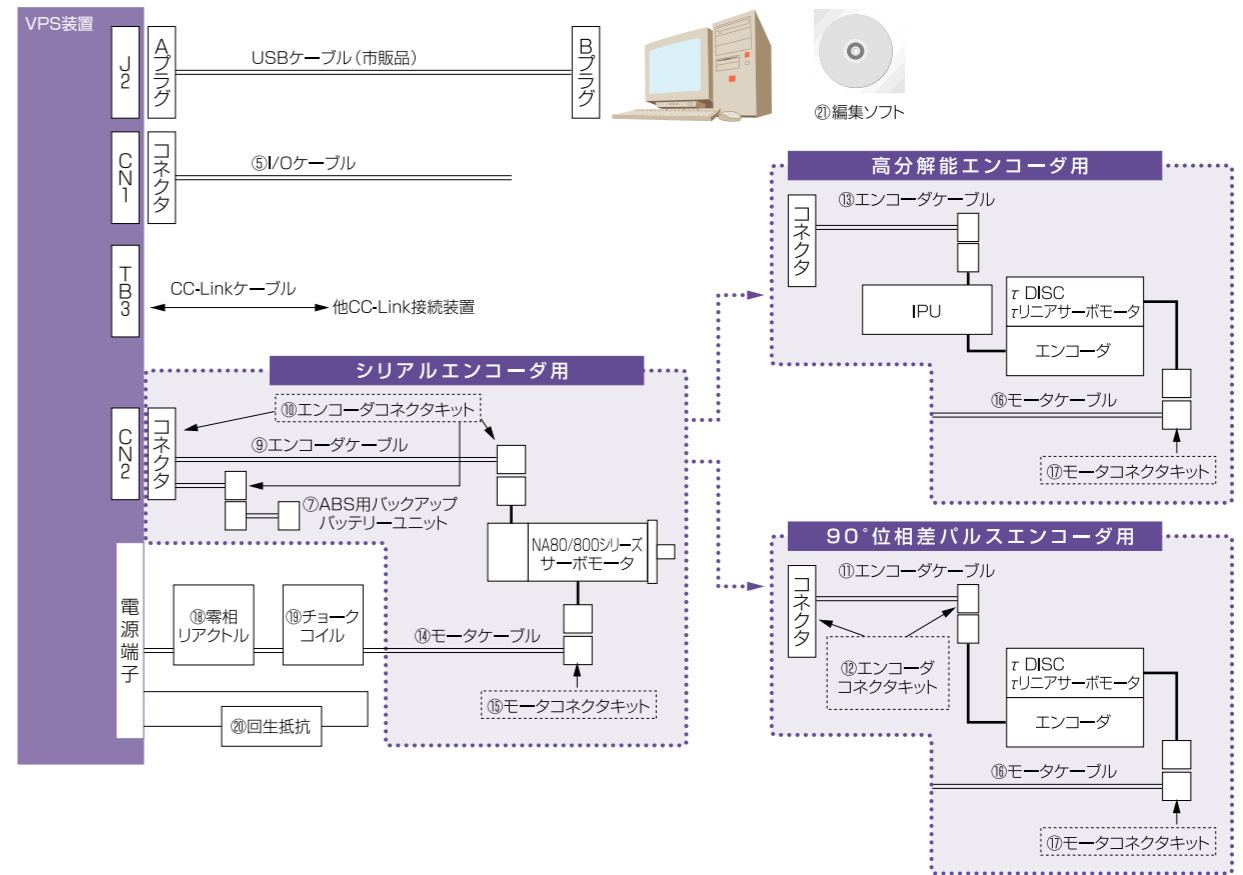 VPS装置
J2
Aプラグ
USBケーブル（市販品）
Bプラグ
㉑編集ソフト
CN1
コネクタ
⑤I/Oケーブル
TB3
CC-Linkケーブル
他CC-Link接続装置
シリアルエンコーダ用
CN2
コネクタ
⑩エンコーダコネクタキット
⑨エンコーダケーブル
⑦ABS用バックアップ
バッテリーユニット
NA80/800シリーズ
サーボモータ
電源端子
⑱零相
リアクトル
⑲チョーク
コイル
⑭モータケーブル
⑮モータコネクタキット
⑳回生抵抗
高分解能エンコーダ用
コネクタ
⑬エンコーダケーブル
IPU
τ DISC
τリニアサーボモータ
エンコーダ
⑯モータケーブル
⑰モータコネクタキット
90°位相差パルスエンコーダ用
コネクタ
⑪エンコーダケーブル
⑫エンコーダ
コネクタキット
τ DISC
τリニアサーボモータ
エンコーダ
⑯モータケーブル
⑰モータコネクタキット